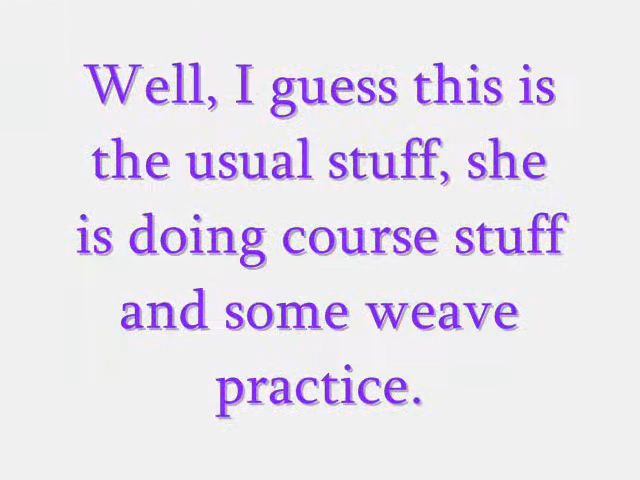 Well, I guess this is
the usual stuff, she
is doing course stuff
and some weave
practice.